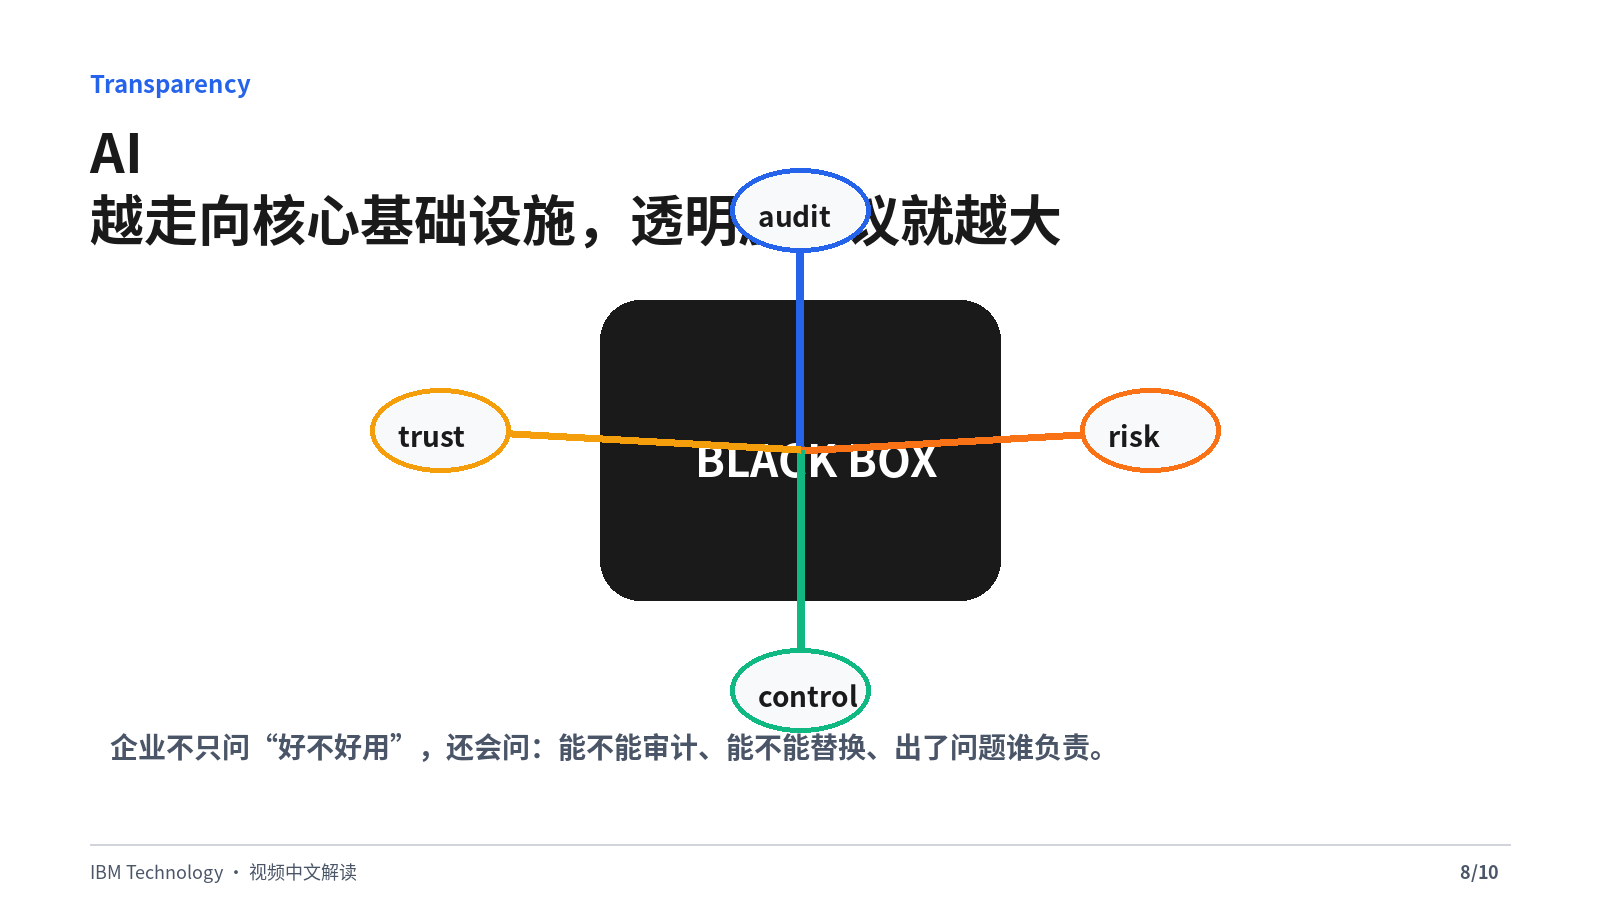 Transparency
AI
越走向核心基础设施，透明 议就越大
audit
trust
risk
BLACK BOX
control
企业不只问“好不好用”，还会问：能不能审计、能不能替换、出了问题谁负责。
IBM Technology · 视频中文解读
8/10